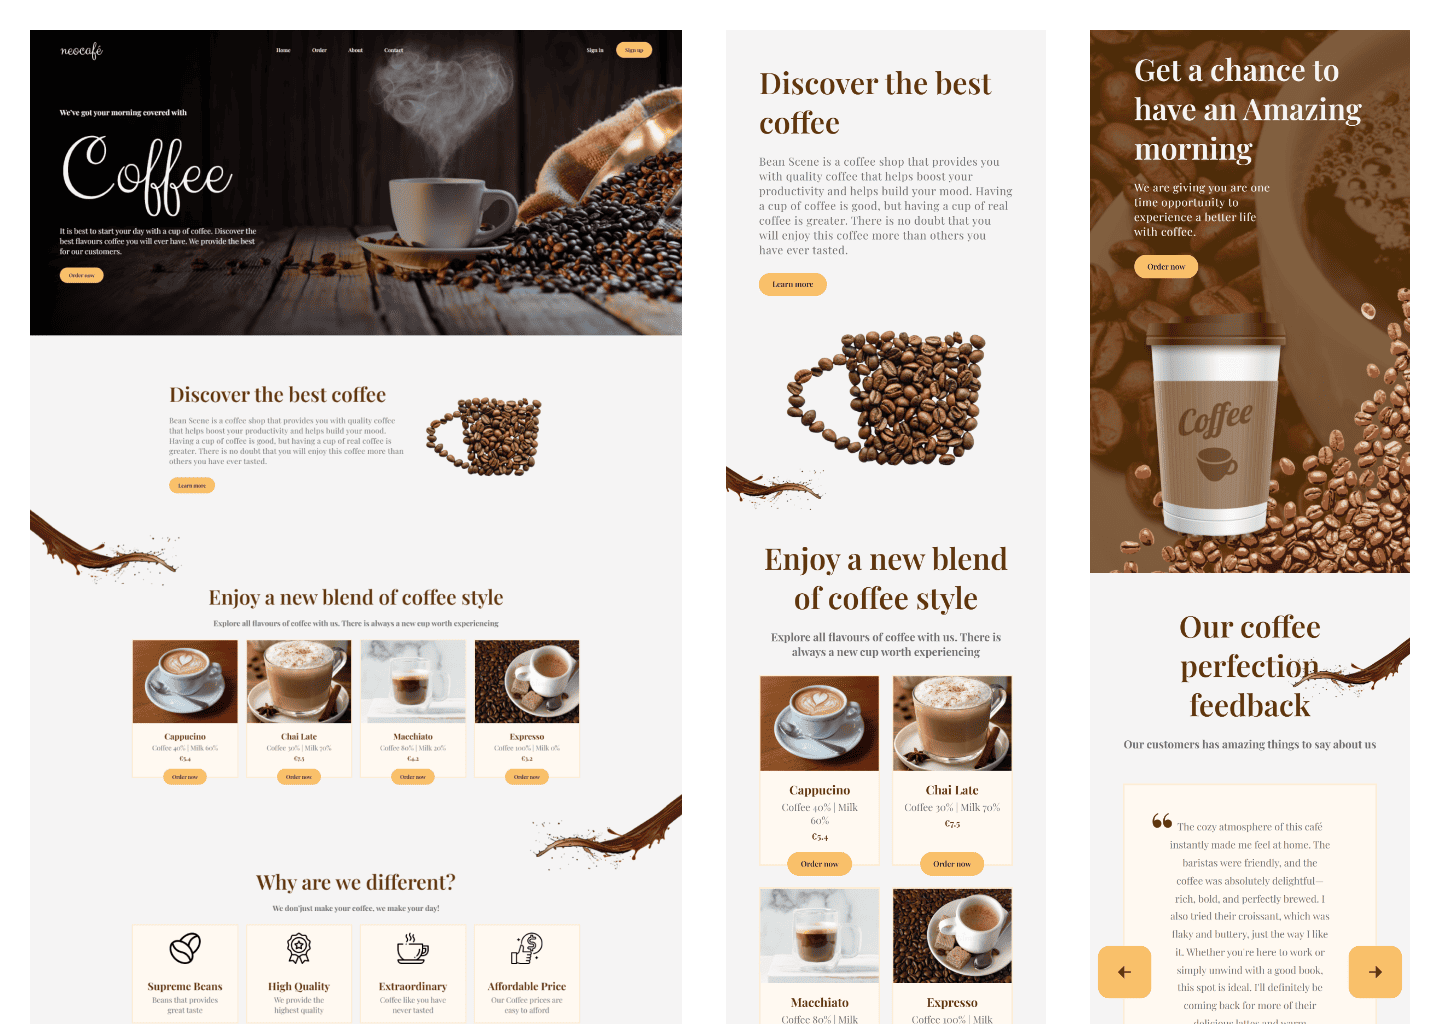 neocafé
Home Order About Contact
Sign in Sign up
We've got your morning covered with
Coffee
It is best to start your day with a cup of coffee. Discover the
best flavours coffee you will ever have. We provide the best
for our customers.
Order now
Discover the best coffee
Bean Scene is a coffee shop that provides you with quality coffee
that helps boost your productivity and helps build your mood.
Having a cup of coffee is good, but having a cup of real coffee is
greater. There is no doubt that you will enjoy this coffee more than
others you have ever tasted.
Learn more
Enjoy a new blend of coffee style
Explore all flavours of coffee with us. There is always a new cup worth experiencing
Cappucino
Coffee 40% | Milk 60%
€5.4
Order now
Chai Late
Coffee 30% | Milk 70%
€7.5
Order now
Macchiato
Coffee 80% | Milk 20%
€4.2
Order now
Expresso
Coffee 100% | Milk 0%
€3.2
Order now
Why are we different?
We don'just make your coffee, we make your day!
Supreme Beans
Beans that provides
great taste
High Quality
We provide the
highest quality
Extraordinary
Coffee like you have
never tasted
Affordable Price
Our Coffee prices are
easy to afford
Discover the best
coffee
Bean Scene is a coffee shop that provides you
with quality coffee that helps boost your
productivity and helps build your mood. Having
a cup of coffee is good, but having a cup of real
coffee is greater. There is no doubt that you
will enjoy this coffee more than others you
have ever tasted.
Learn more
Enjoy a new blend
of coffee style
Explore all flavours of coffee with us. There is
always a new cup worth experiencing
Cappucino
Coffee 40% | Milk
60%
€5.4
Order now
Chai Late
Coffee 30% | Milk 70%
€7.5
Order now
Macchiato
Coffee 80% | Milk
Expresso
Coffee 100% | Milk
Get a chance to
have an Amazing
morning
We are giving you are one
time opportunity to
experience a better life
with coffee.
Order now
Coffee
Our coffee
perfection
feedback
Our customers has amazing things to say about us
“ The cozy atmosphere of this café
instantly made me feel at home. The
baristas were friendly, and the
coffee was absolutely delightful—
rich, bold, and perfectly brewed. I
also tried their croissant, which was
flaky and buttery, just the way I like
it. Whether you're here to work or
simply unwind with a good book,
this spot is ideal. I'll definitely be
coming back for more of their
delicious lattes and warm